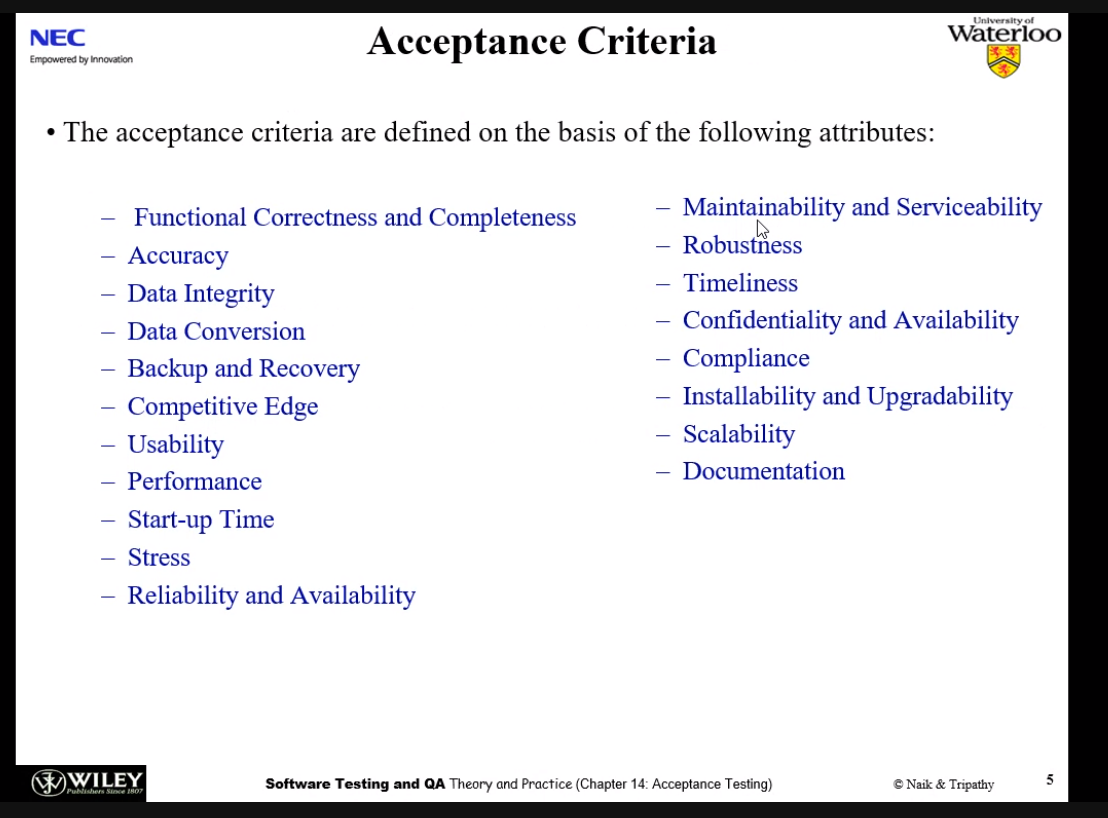 NEC
Empowered by Innovation
Acceptance Criteria
University of
Waterloo
• The acceptance criteria are defined on the basis of the following attributes:
– Functional Correctness and Completeness
– Accuracy
– Data Integrity
– Data Conversion
– Backup and Recovery
– Competitive Edge
– Usability
– Performance
– Start-up Time
– Stress
– Reliability and Availability
– Maintainability and Serviceability
– Robustness
– Timeliness
– Confidentiality and Availability
– Compliance
– Installability and Upgradability
– Scalability
– Documentation
WILEY
Publishers Since 1807
Software Testing and QA Theory and Practice (Chapter 14: Acceptance Testing)
© Naik & Tripathy
5